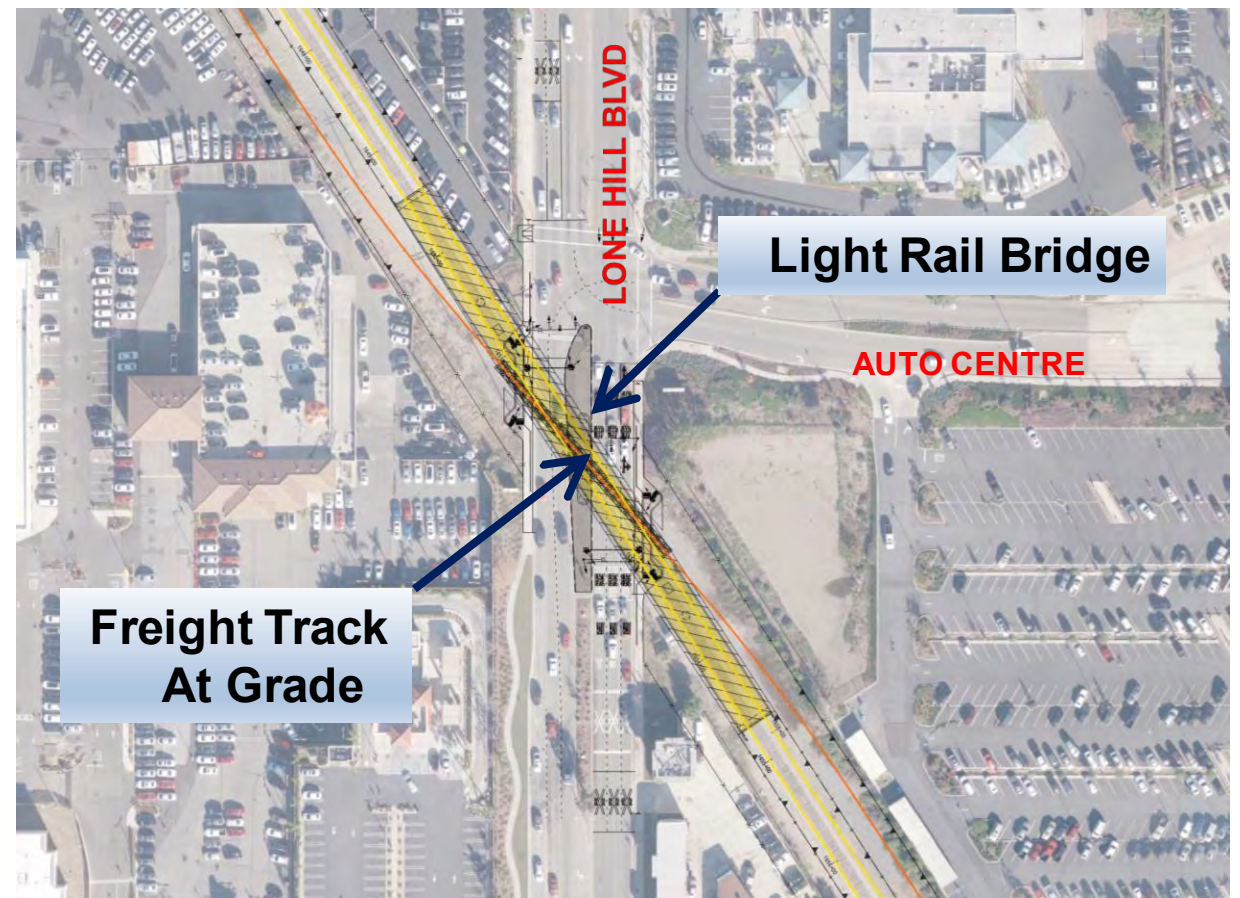 LONE HILL BLVD
Light Rail Bridge
AUTO CENTRE
Freight Track
At Grade